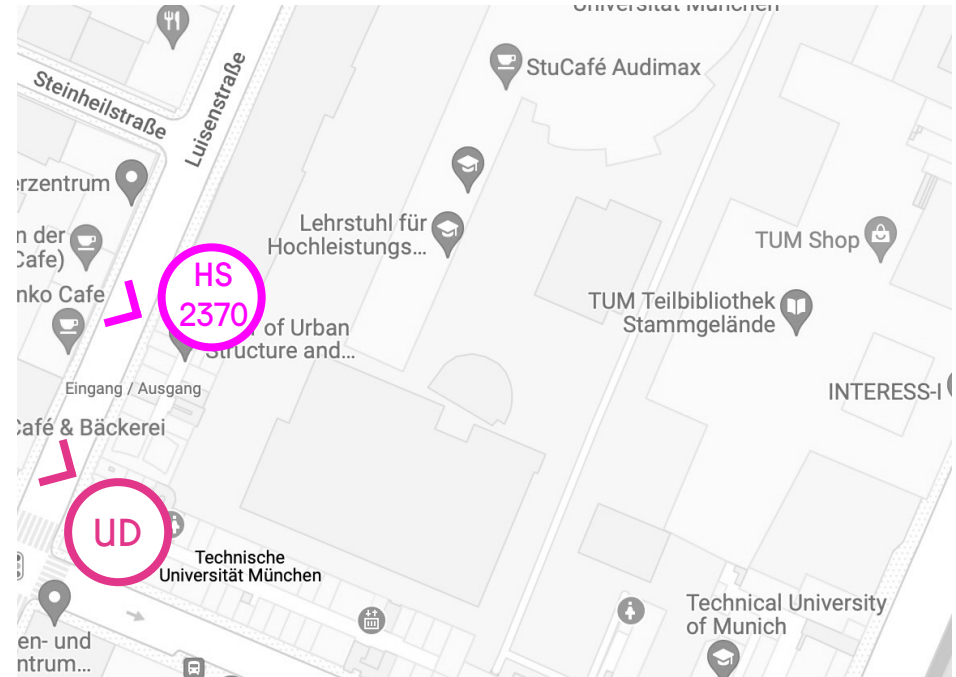 Universität München
StuCafé Audimax
Steinheilstraße
Luisenstraße
erzentrum
Lehrstuhl für
Hochleistungs...
n der
Cafe)
TUM Shop
HS
2370
nko Cafe
TUM Teilbibliothek
Stammgelände
of Urban
Structure and...
Eingang / Ausgang
INTERESS-I
Café & Bäckerei
UD
Technische
Universität München
Technical University
of Munich
en- und
ntrum...